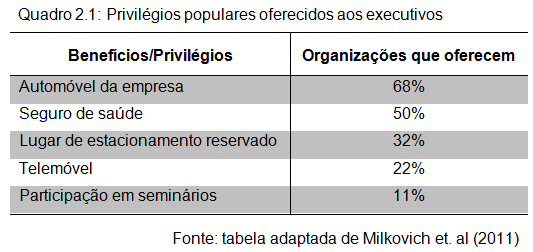 Quadro 2.1: Privilégios populares oferecidos aos executivos
Benefícios/Privilégios Organizações que oferecem
Automóvel da empresa 68%
Seguro de saúde 50%
Lugar de estacionamento reservado 32%
Telemóvel 22%
Participação em seminários 11%
Fonte: tabela adaptada de Milkovich et. al (2011)